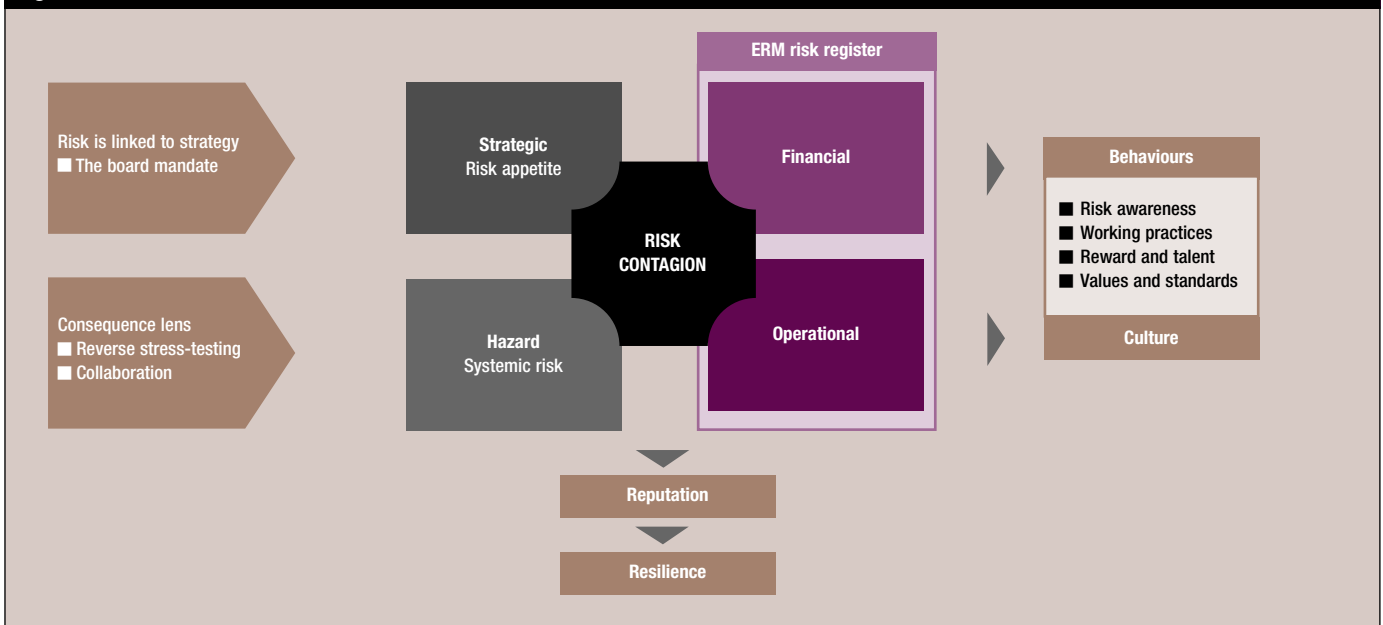 Risk is linked to strategy
■ The board mandate
Consequence lens
■ Reverse stress-testing
■ Collaboration
Strategic
Risk appetite
Hazard
Systemic risk
RISK
CONTAGION
ERM risk register
Financial
Operational
Behaviours
■ Risk awareness
■ Working practices
■ Reward and talent
■ Values and standards
Culture
Reputation
Resilience